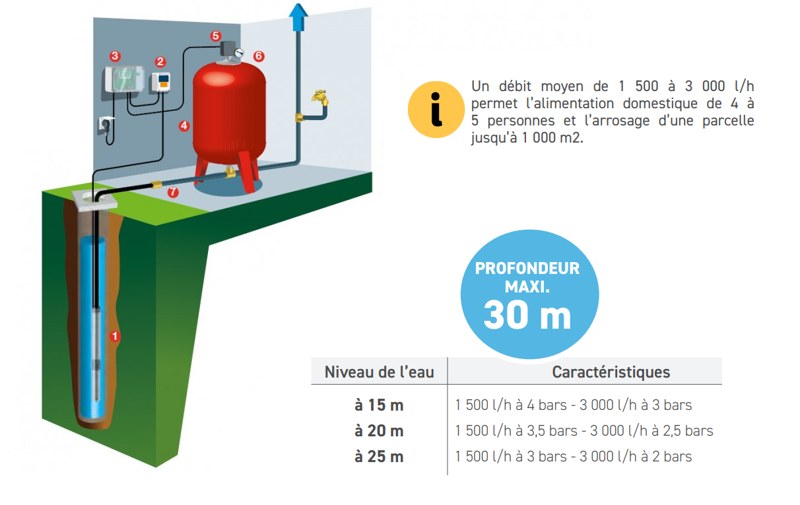 5
6
3
2
4
7
1
i
Un débit moyen de 1 500 à 3 000 l/h
permet l'alimentation domestique de 4 à
5 personnes et l'arrosage d'une parcelle
jusqu'à 1 000 m2.
PROFONDEUR
MAXI.
30 m
Niveau de l'eau Caractéristiques
à 15 m 1 500 l/h à 4 bars - 3 000 l/h à 3 bars
à 20 m 1 500 l/h à 3,5 bars - 3 000 l/h à 2,5 bars
à 25 m 1 500 l/h à 3 bars - 3 000 l/h à 2 bars